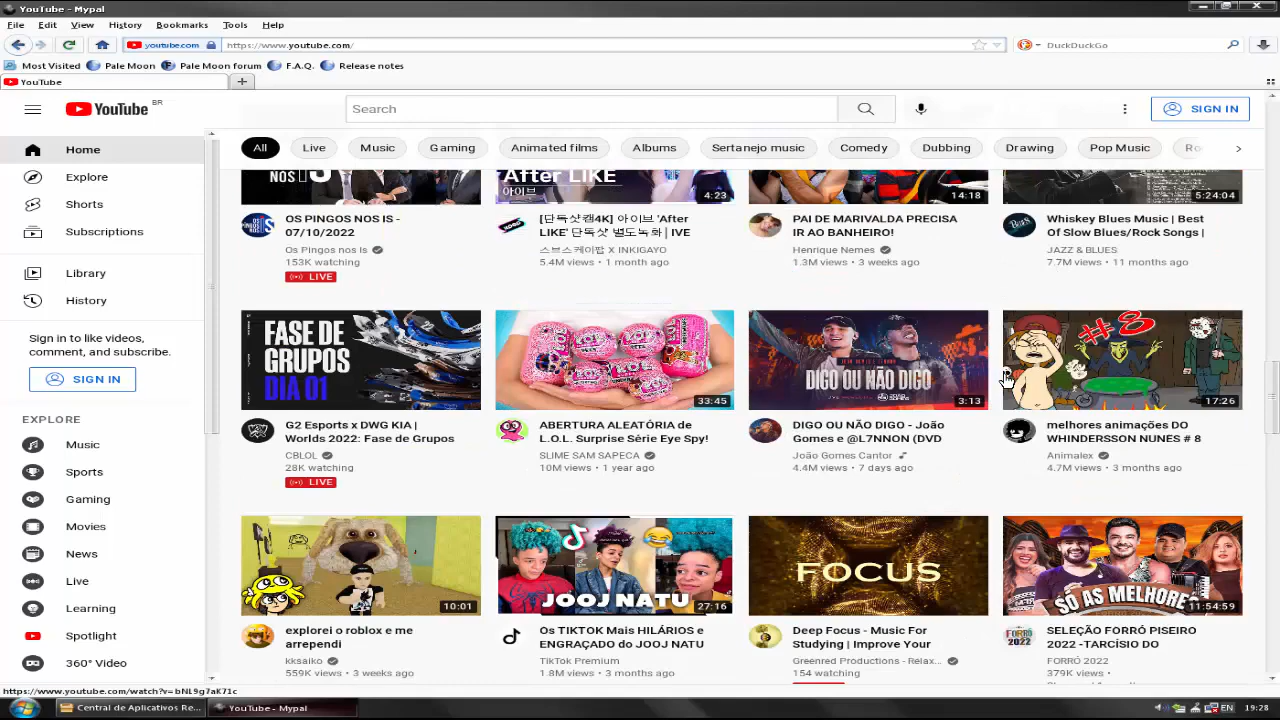 YouTube - Mypal
File Edit View History Bookmarks Tools Help
youtube.com https://www.youtube.com/ DuckDuckGo
Most Visited Pale Moon Pale Moon forum F.A.Q. Release notes
YouTube
YouTube BR Search SIGN IN
Home
Explore
Shorts
Subscriptions
Library
History
Sign in to like videos,
comment, and subscribe.
SIGN IN
EXPLORE
Music
Sports
Gaming
Movies
News
Live
Learning
Spotlight
360° Video
All Live Music Gaming Animated films Albums Sertanejo music Comedy Dubbing Drawing Pop Music
After LIKE
아이브
4:23
14:18
5:24:04
OS PINGOS NOS IS -
07/10/2022
Os Pingos nos Is
153K watching
LIVE
[단독샷캠4K] 아이브 'After
LIKE' 단독샷 별도녹화│IVE
스브스케이팝 X INKIGAYO
5.4M views • 1 month ago
PAI DE MARIVALDA PRECISA
IR AO BANHEIRO!
Henrique Nemes
1.3M views • 3 weeks ago
Whiskey Blues Music | Best
Of Slow Blues/Rock Songs |
JAZZ & BLUES
7.7M views • 11 months ago
FASE DE
GRUPOS
DIA 01
33:45
DIGO OU NÃO DIGO
3:13
#8
17:26
G2 Esports x DWG KIA |
Worlds 2022: Fase de Grupos
CBLOL
28K watching
LIVE
ABERTURA ALEATÓRIA de
L.O.L. Surprise Série Eye Spy!
SLIME SAM SAPECA
10M views • 1 year ago
DIGO OU NÃO DIGO - João
Gomes e @L7NNON (DVD
João Gomes Cantor
4.4M views • 7 days ago
melhores animações DO
WHINDERSSON NUNES # 8
Animalex
4.7M views • 3 months ago
10:01
JOOJ NATU
27:16
FOCUS
SÓ AS MELHORES
11:54:59
explorei o roblox e me
arrependi
kksaiko
559K views • 3 weeks ago
Os TIKTOK Mais HILÁRIOS e
ENGRAÇADO do JOOJ NATU
TikTok Premium
1.8M views • 3 months ago
Deep Focus - Music For
Studying | Improve Your
Greenred Productions - Relax...
154 watching
SELEÇÃO FORRÓ PISEIRO
2022 -TARCÍSIO DO
FORRÓ 2022
379K views •
https://www.youtube.com/watch?v=bNL9g7aK71c
Central de Aplicativos Re... YouTube - Mypal EN 19:28